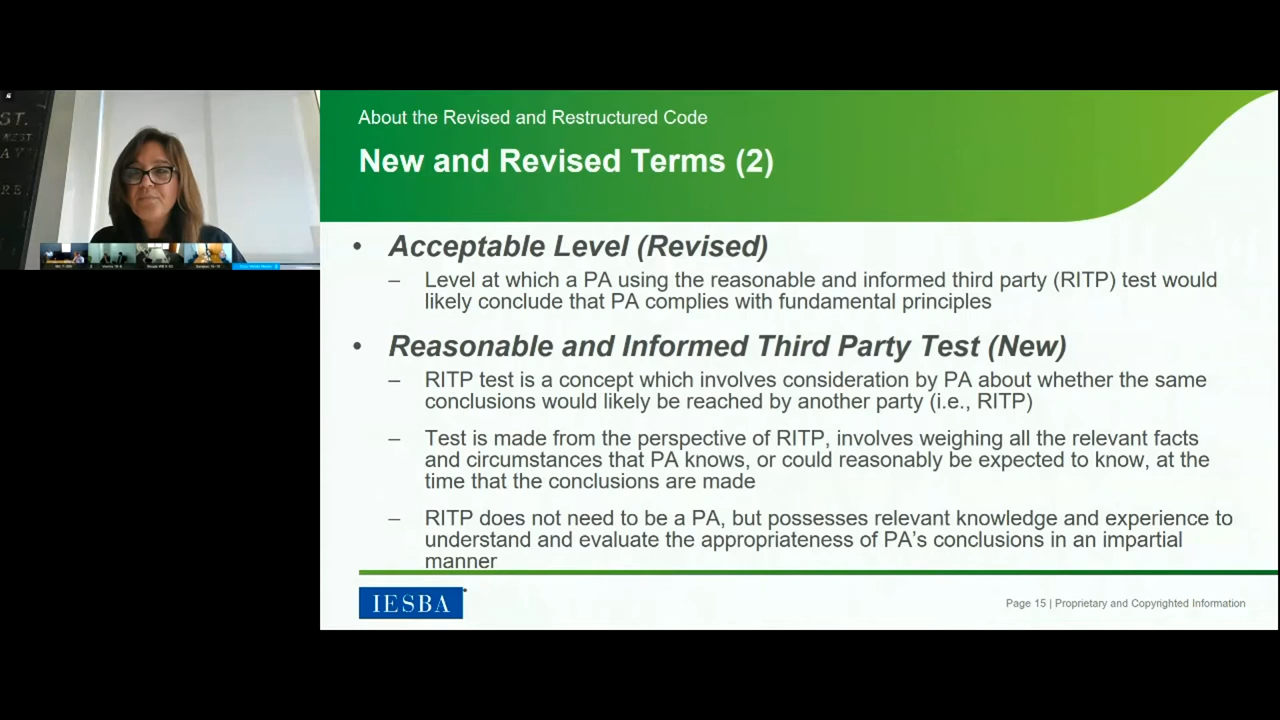 ST.
WEST
AV
RE
About the Revised and Restructured Code
New and Revised Terms (2)
• Acceptable Level (Revised)
– Level at which a PA using the reasonable and informed third party (RITP) test would
likely conclude that PA complies with fundamental principles
• Reasonable and Informed Third Party Test (New)
– RITP test is a concept which involves consideration by PA about whether the same
conclusions would likely be reached by another party (i.e., RITP)
– Test is made from the perspective of RITP, involves weighing all the relevant facts
and circumstances that PA knows, or could reasonably be expected to know, at the
time that the conclusions are made
– RITP does not need to be a PA, but possesses relevant knowledge and experience to
understand and evaluate the appropriateness of PA's conclusions in an impartial
manner
IESBA
Page 15 | Proprietary and Copyrighted Information